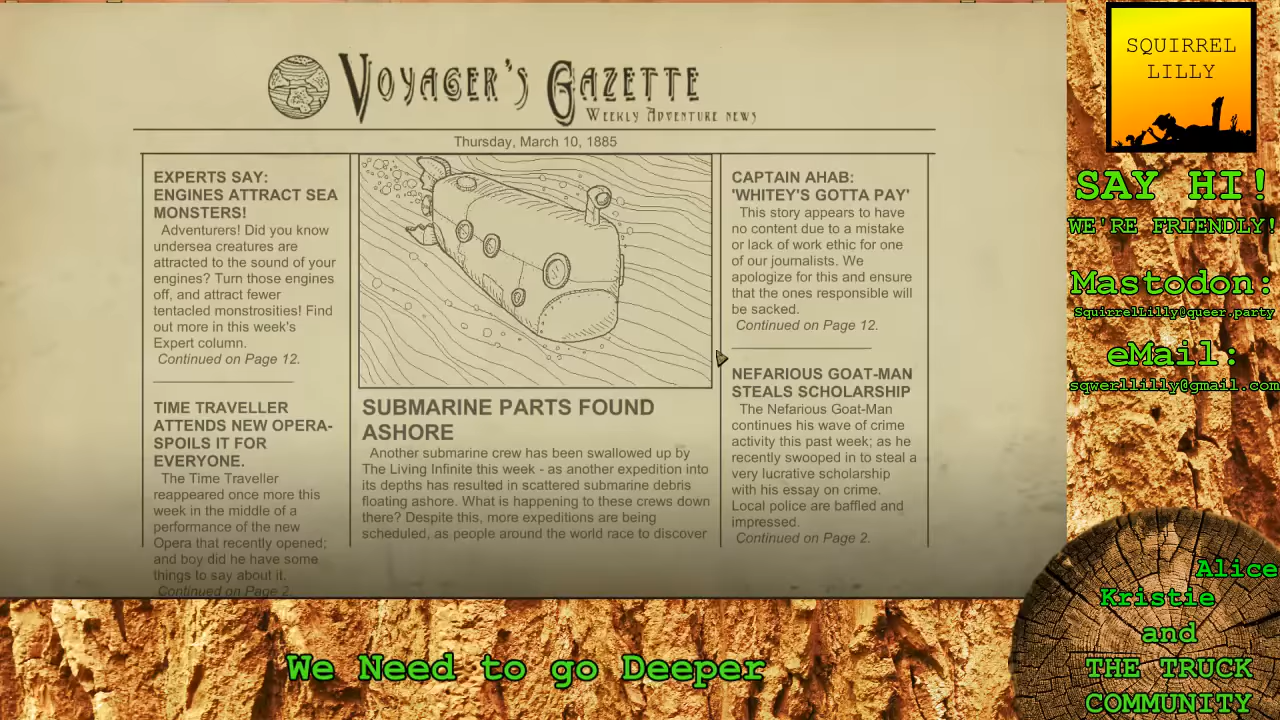 VOYAGER'S GAZETTE
WEEKLY ADVENTURE NEWS
Thursday, March 10, 1885
EXPERTS SAY:
ENGINES ATTRACT SEA
MONSTERS!
Adventurers! Did you know
undersea creatures are
attracted to the sound of your
engines? Turn those engines
off, and attract fewer
tentacled monstrosities! Find
out more in this week's
Expert column.
Continued on Page 12.
TIME TRAVELLER
ATTENDS NEW OPERA-
SPOILS IT FOR
EVERYONE.
The Time Traveller
reappeared once more this
week in the middle of a
performance of the new
Opera that recently opened;
and boy did he have some
things to say about it.
Continued on Page 2.
SUBMARINE PARTS FOUND
ASHORE
Another submarine crew has been swallowed up by
The Living Infinite this week - as another expedition into
its depths has resulted in scattered submarine debris
floating ashore. What is happening to these crews down
there? Despite this, more expeditions are being
scheduled, as people around the world race to discover
CAPTAIN AHAB:
'WHITEY'S GOTTA PAY'
This story appears to have
no content due to a mistake
or lack of work ethic for one
of our journalists. We
apologize for this and ensure
that the ones responsible will
be sacked.
Continued on Page 12.
NEFARIOUS GOAT-MAN
STEALS SCHOLARSHIP
The Nefarious Goat-Man
continues his wave of crime
activity this past week; as he
recently swooped in to steal a
very lucrative scholarship
with his essay on crime.
Local police are baffled and
impressed.
Continued on Page 2.
SQUIRREL
LILLY
SAY HI!
WE'RE FRIENDLY!
Mastodon:
SquirrelLilly@queer.party
eMail:
sqwerllilly@gmail.com
Alice
Kristie
and
THE TRUCK
COMMUNITY
We Need to go Deeper